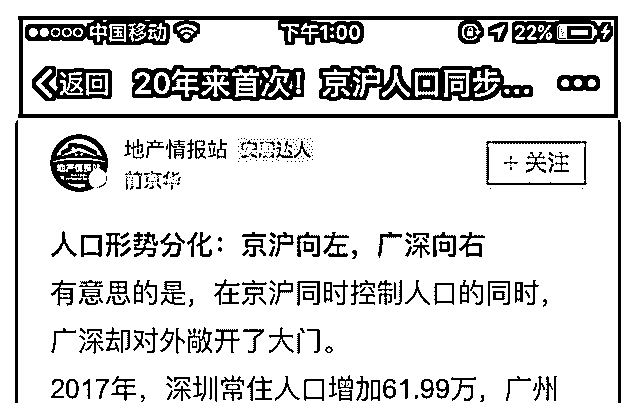 中国移动 下午1:00 22%
返回 20年来首次！京沪人口同步...
地产情报站
前京华
+ 关注
人口形势分化：京沪向左，广深向右
有意思的是，在京沪同时控制人口的同时，
广深却对外敞开了大门。
2017年，深圳常住人口增加61.99万，广州